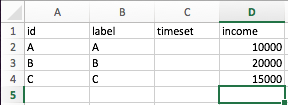 A B C D
1 id label timeset income
2 A A 10000
3 B B 20000
4 C C 15000
5